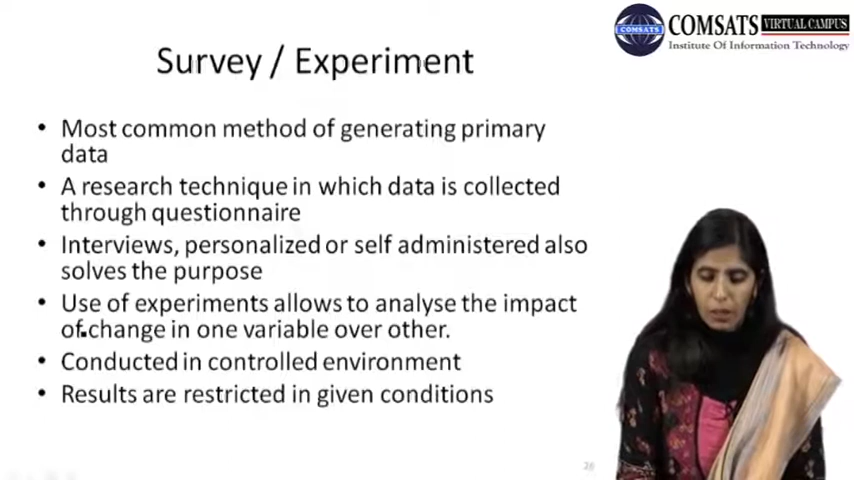 COMSATS
COMSATS VIRTUAL CAMPUS
Institute Of Information Technology
Survey / Experiment
• Most common method of generating primary
data
• A research technique in which data is collected
through questionnaire
• Interviews, personalized or self administered also
solves the purpose
• Use of experiments allows to analyse the impact
of change in one variable over other.
• Conducted in controlled environment
• Results are restricted in given conditions
26